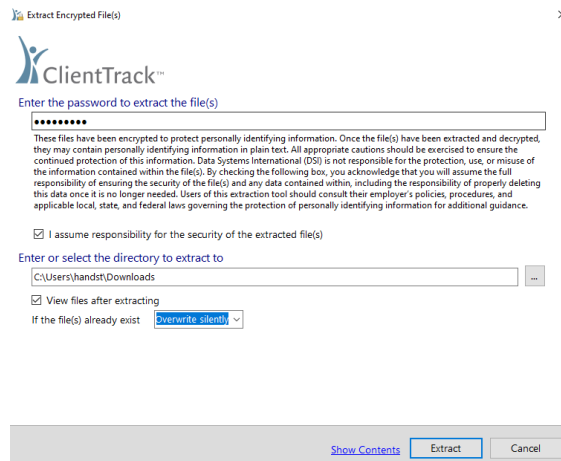 Extract Encrypted File(s)
ClientTrack™
Enter the password to extract the file(s)
•••••••••
These files have been encrypted to protect personally identifying information. Once the file(s) have been extracted and decrypted,
they may contain personally identifying information in plain text. All appropriate cautions should be exercised to ensure the
continued protection of this information. Data Systems International (DSI) is not responsible for the protection, use, or misuse of
the information contained within the file(s). By checking the following box, you acknowledge that you will assume the full
responsibility of ensuring the security of the file(s) and any data contained within, including the responsibility of properly deleting
this data once it is no longer needed. Users of this extraction tool should consult their employer's policies, procedures, and
applicable local, state, and federal laws governing the protection of personally identifying information for additional guidance.
I assume responsibility for the security of the extracted file(s)
Enter or select the directory to extract to
C:\Users\handst\Downloads
...
View files after extracting
If the file(s) already exist Overwrite silently
Show Contents Extract Cancel